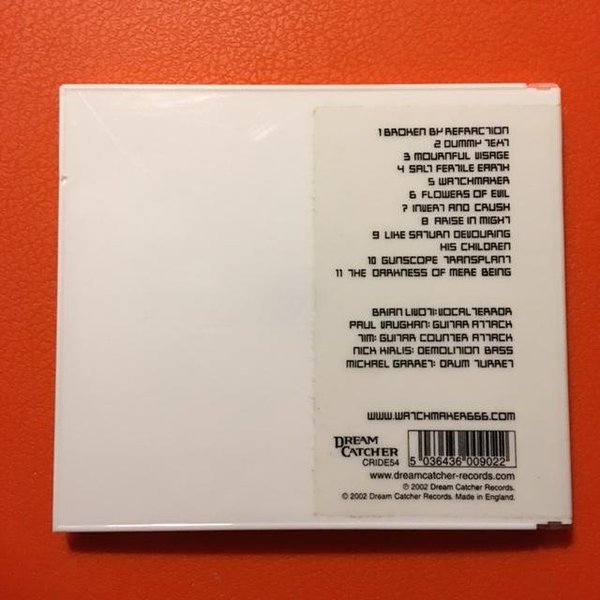 1 BROKEN BY REFRACTION
2 DUMMY TEXT
3 MOURNFUL VISAGE
4 SALT FERTILE EARTH
5 WATCHMAKER
6 FLOWERS OF EVIL
7 INVERT AND CRUSH
8 ARISE IN MIGHT
9 LIKE SATURN DEVOURING
HIS CHILDREN
10 GUNSCOPE TRANSPLANT
11 THE DARKNESS OF MERE BEING
BRIAN LIVOTI: VOCAL TERROR
PAUL VAUGHAN: GUITAR ATTACK
TIM: GUITAR COUNTER ATTACK
NICK KIRLIS: DEMOLITION BASS
MICHAEL GARRET: DRUM TURRET
WWW.WATCHMAKER666.COM
DREAM
CATCHER
CRIDE54
5 036436 009022
www.dreamcatcher-records.com
℗ 2002 Dream Catcher Records.
© 2002 Dream Catcher Records. Made in England.